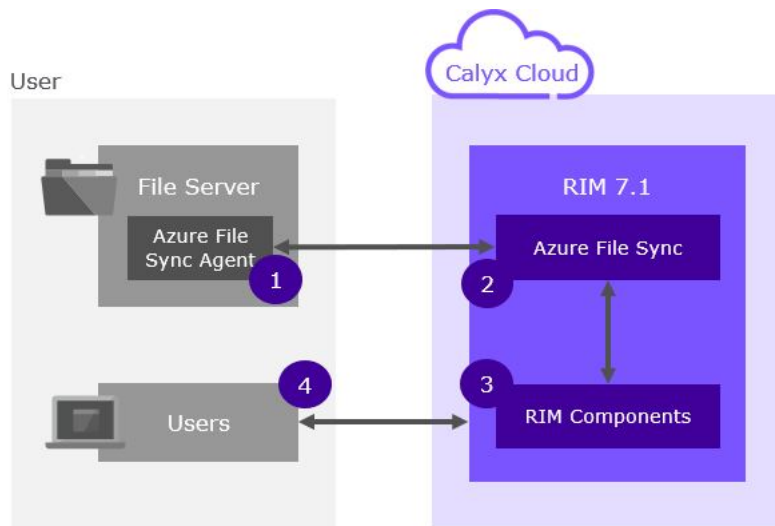 User
Calyx Cloud
File Server
Azure File
Sync Agent
1
RIM 7.1
Azure File Sync
2
Users
4
3
RIM Components